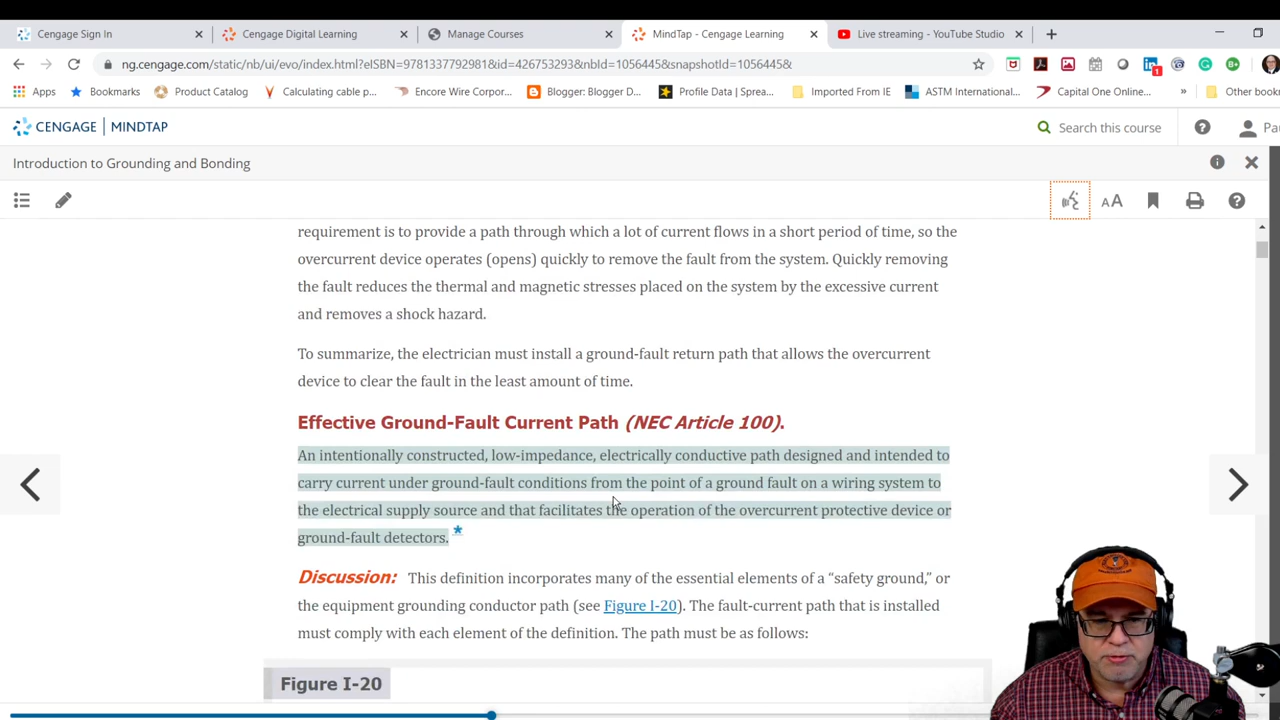 Cengage Sign In
Cengage Digital Learning
Manage Courses
MindTap - Cengage Learning
Live streaming - YouTube Studio
ng.cengage.com/static/nb/ui/evo/index.html?eISBN=9781337792981&id=426753293&nbId=1056445&snapshotId=1056445&
1
Apps
Bookmarks
Product Catalog
Calculating cable p...
Encore Wire Corpor...
Blogger: Blogger D...
Profile Data | Sprea...
Imported From IE
ASTM International...
Capital One Online...
»
Other book
CENGAGE | MINDTAP
Search this course
Pau
Introduction to Grounding and Bonding
AA
requirement is to provide a path through which a lot of current flows in a short period of time, so the
overcurrent device operates (opens) quickly to remove the fault from the system. Quickly removing
the fault reduces the thermal and magnetic stresses placed on the system by the excessive current
and removes a shock hazard.
To summarize, the electrician must install a ground-fault return path that allows the overcurrent
device to clear the fault in the least amount of time.
Effective Ground-Fault Current Path (NEC Article 100).
An intentionally constructed, low-impedance, electrically conductive path designed and intended to
carry current under ground-fault conditions from the point of a ground fault on a wiring system to
the electrical supply source and that facilitates the operation of the overcurrent protective device or
ground-fault detectors. *
Discussion: This definition incorporates many of the essential elements of a “safety ground,” or
the equipment grounding conductor path (see Figure I-20). The fault-current path that is installed
must comply with each element of the definition. The path must be as follows:
Figure I-20